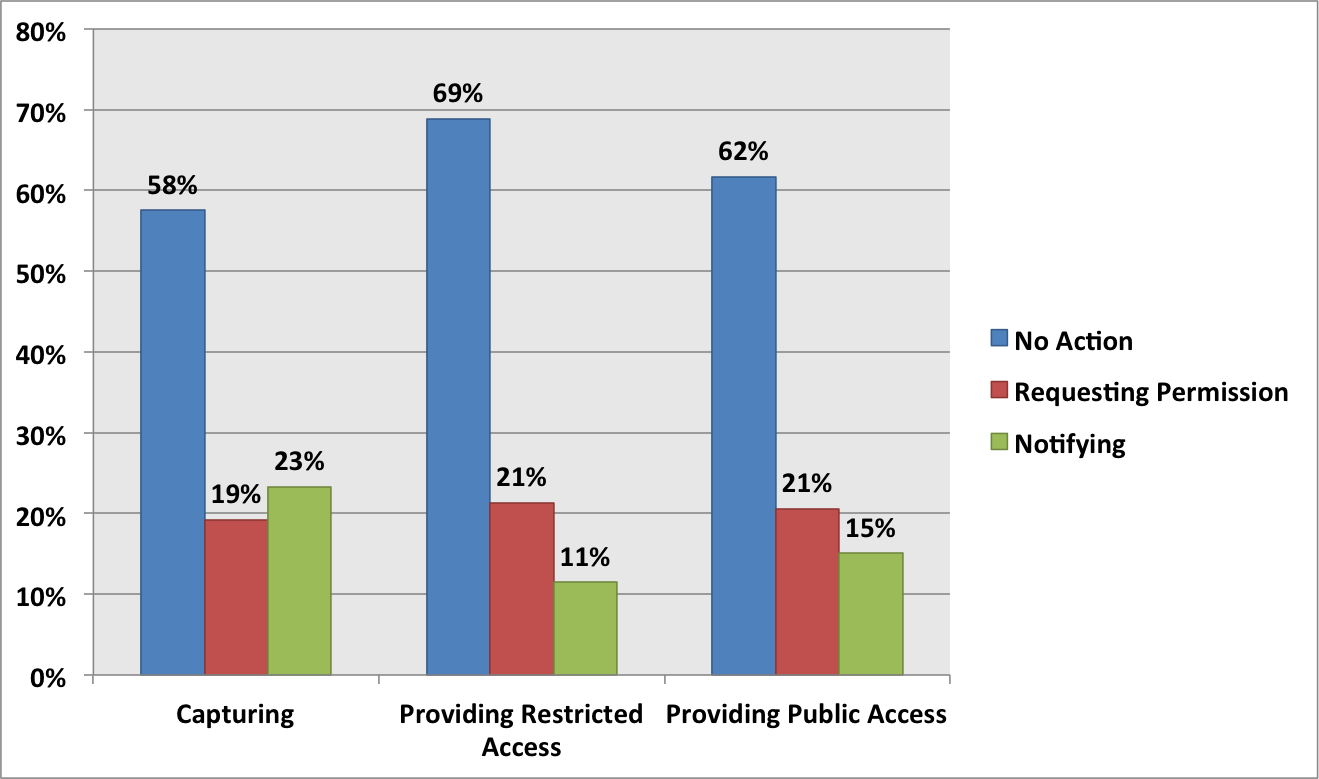 80%
70%
60%
50%
40%
30%
20%
10%
0%
58%
19%
23%
69%
21%
11%
62%
21%
15%
Capturing
Providing Restricted
Access
Providing Public Access
No Action
Requesting Permission
Notifying